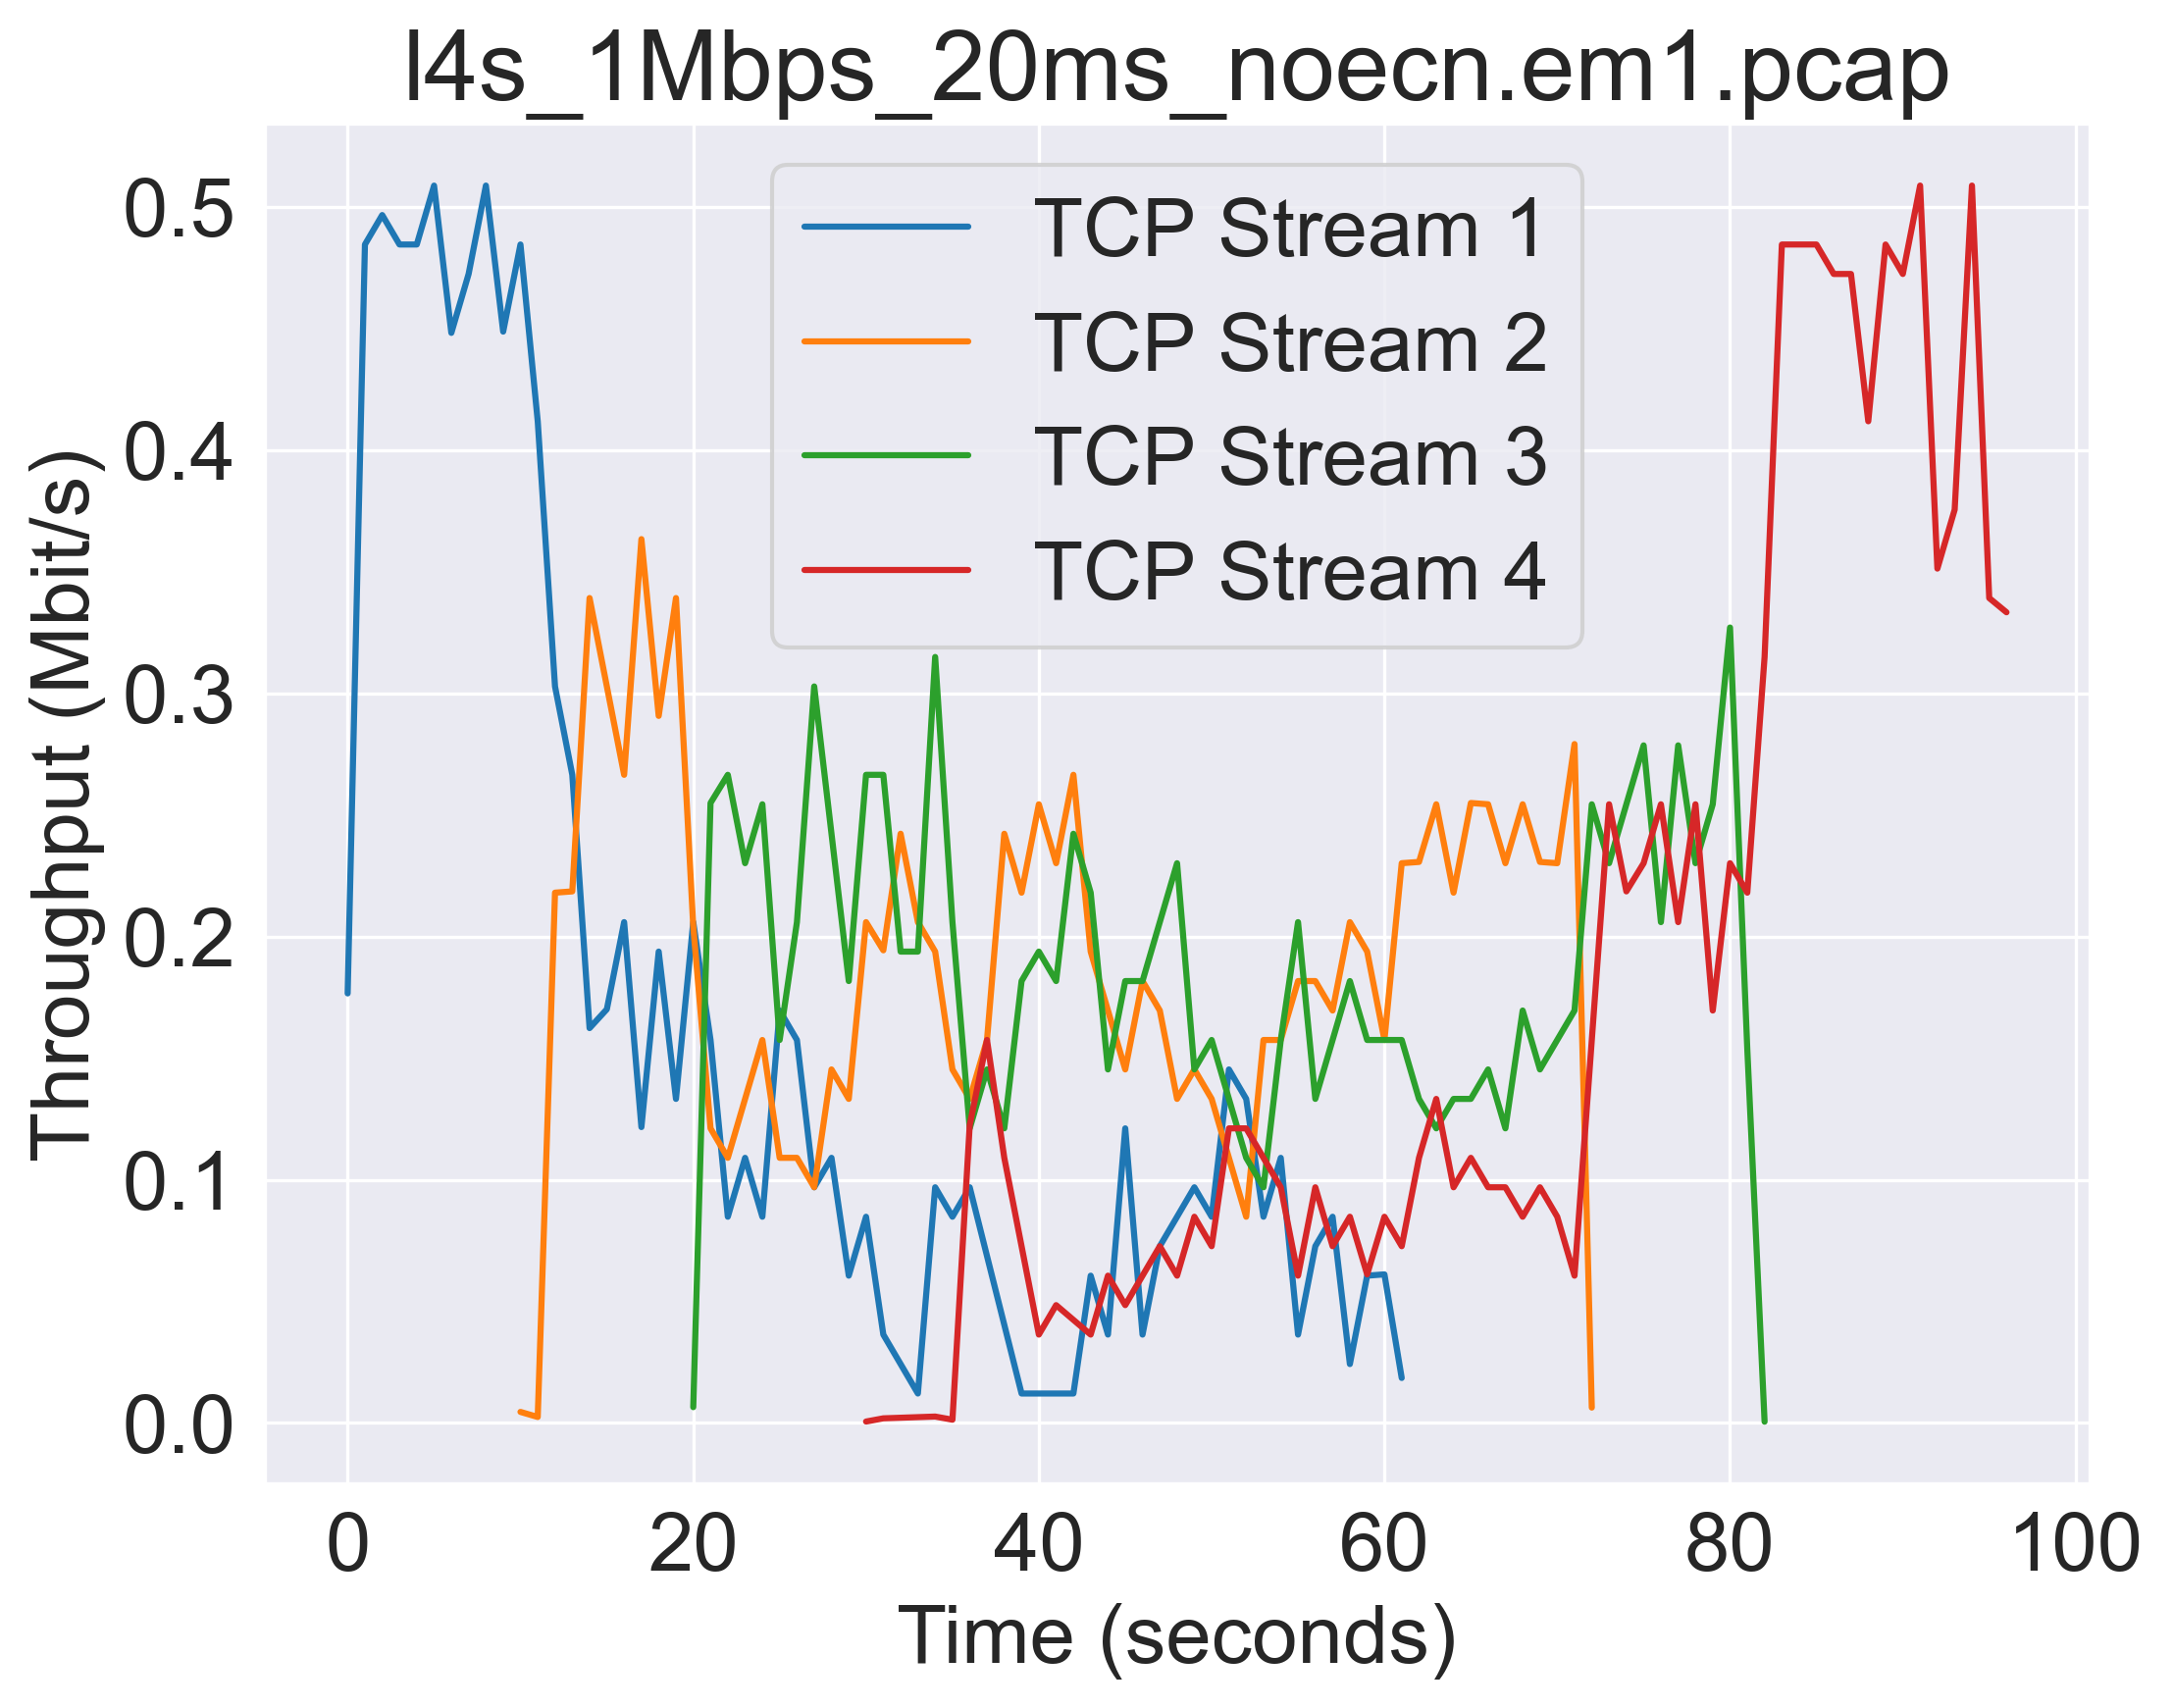 l4s_1Mbps_20ms_noecn.em1.pcap
TCP Stream 1
TCP Stream 2
TCP Stream 3
TCP Stream 4
Throughput (Mbit/s)
0.5
0.4
0.3
0.2
0.1
0.0
0 20 40 60 80 100
Time (seconds)